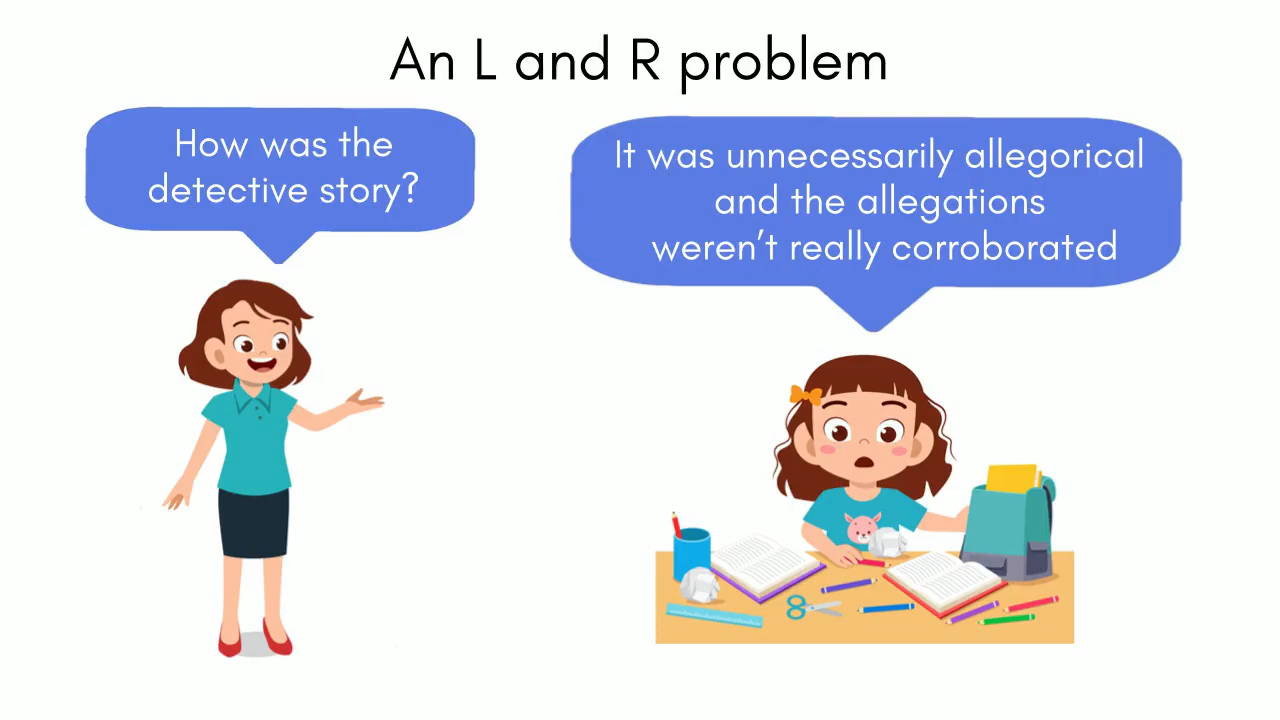 An L and R problem
How was the
detective story?
It was unnecessarily allegorical
and the allegations
weren’t really corroborated